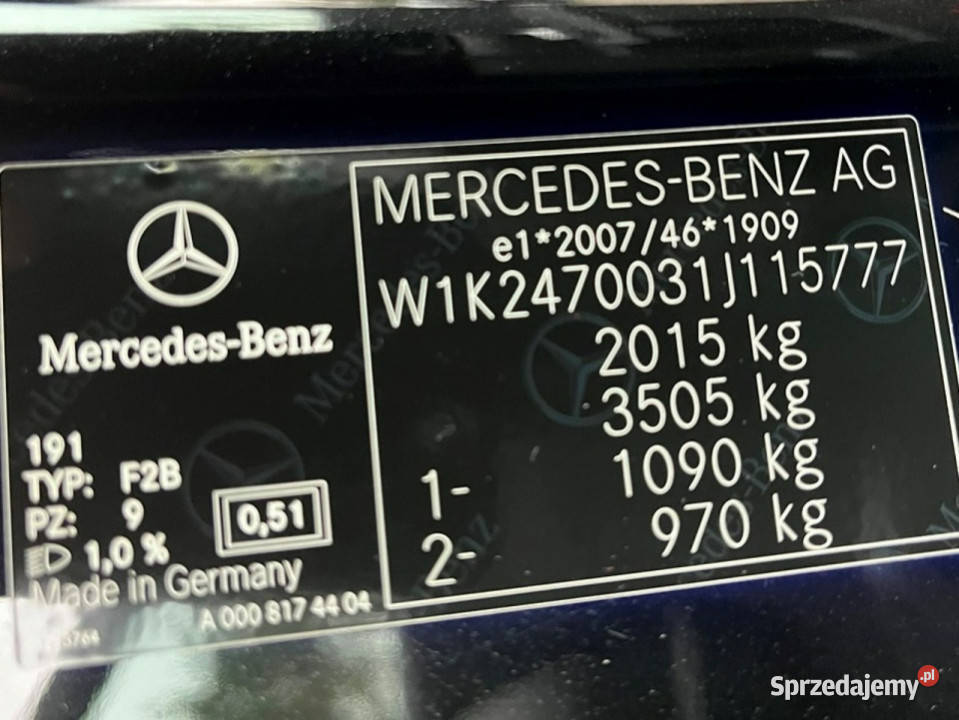 Mercedes-Benz
191
TYP: F2B
PZ: 9
1,0 %
0,51
Made in Germany
A 000 817 44 04
MERCEDES-BENZ AG
e1*2007/46*1909
W1K2470031J115777
2015 kg
3505 kg
1- 1090 kg
2- 970 kg
Sprzedajemy.pl